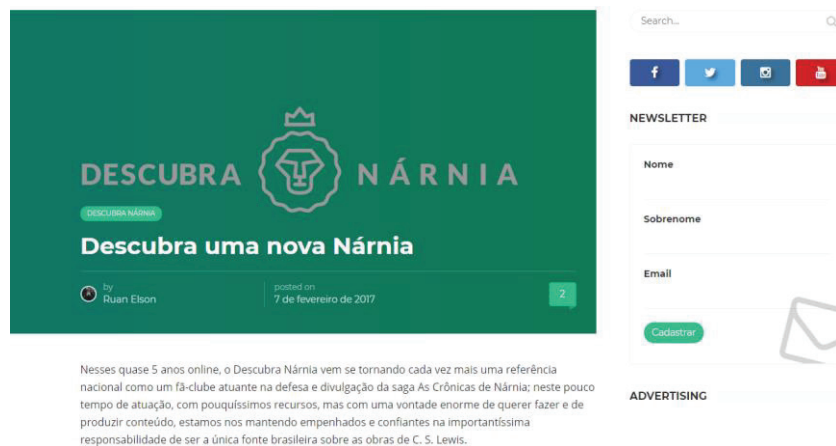 DESCUBRA NÁRNIA
DESCUBRA NÁRNIA
Descubra uma nova Nárnia
by
Ruan Elson
posted on
7 de fevereiro de 2017
2
Nesses quase 5 anos online, o Descubra Nárnia vem se tornando cada vez mais uma referência
nacional como um fã-clube atuante na defesa e divulgação da saga As Crônicas de Nárnia; neste pouco
tempo de atuação, com pouquíssimos recursos, mas com uma vontade enorme de querer fazer e de
produzir conteúdo, estamos nos mantendo empenhados e confiantes na importantíssima
responsabilidade de ser a única fonte brasileira sobre as obras de C. S. Lewis.
Search...
NEWSLETTER
Nome
Sobrenome
Email
Cadastrar
ADVERTISING